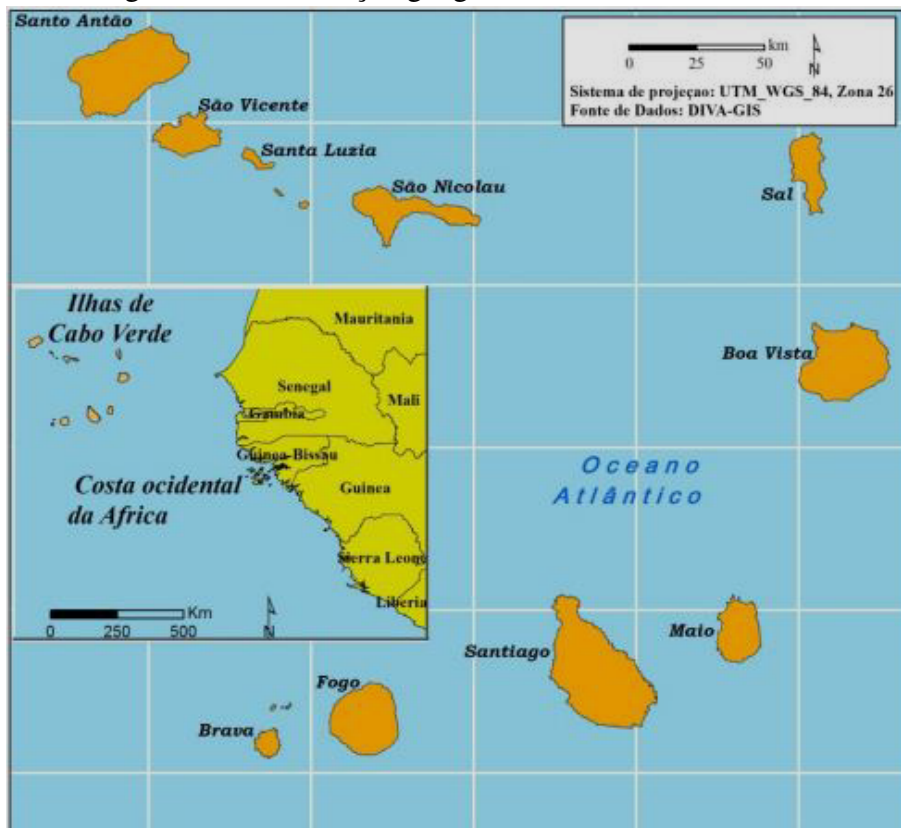 Santo Antão
São Vicente
Santa Luzia
São Nicolau
km
0 25 50
N
Sistema de projeçao: UTM_WGS_84, Zona 26
Fonte de Dados: DIVA-GIS
Sal
Ilhas de
Cabo Verde
Mauritania
Senegal
Mali
Gambia
Guinea-Bissau
Guinea
Costa ocidental
da Africa
Sierra Leone
Liberia
Km
0 250 500
N
Boa Vista
Oceano
Atlântico
Santiago
Maio
Fogo
Brava